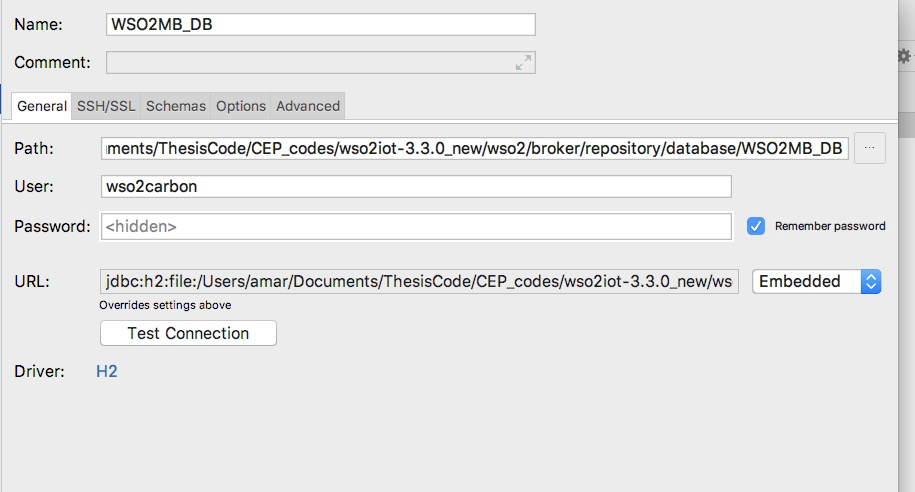 Name: WSO2MB_DB
Comment:
General SSH/SSL Schemas Options Advanced
Path: ments/ThesisCode/CEP_codes/wso2iot-3.3.0_new/wso2/broker/repository/database/WSO2MB_DB ...
User: wso2carbon
Password: <hidden> Remember password
URL: jdbc:h2:file:/Users/amar/Documents/ThesisCode/CEP_codes/wso2iot-3.3.0_new/ws Embedded
Overrides settings above
Test Connection
Driver: H2